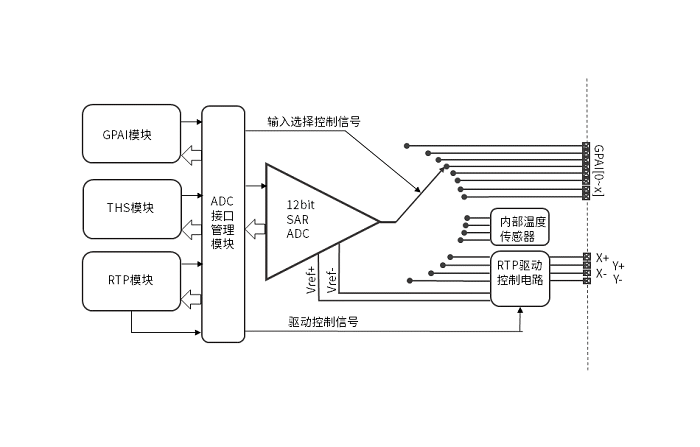 输入选择控制信号
GPAI模块
GPAI[0~x]
THS模块
ADC
接口
管理
模块
12bit
SAR
ADC
内部温度
传感器
RTP模块
Vref+
Vref-
RTP驱动
控制电路
X+
Y+
X-
Y-
驱动控制信号